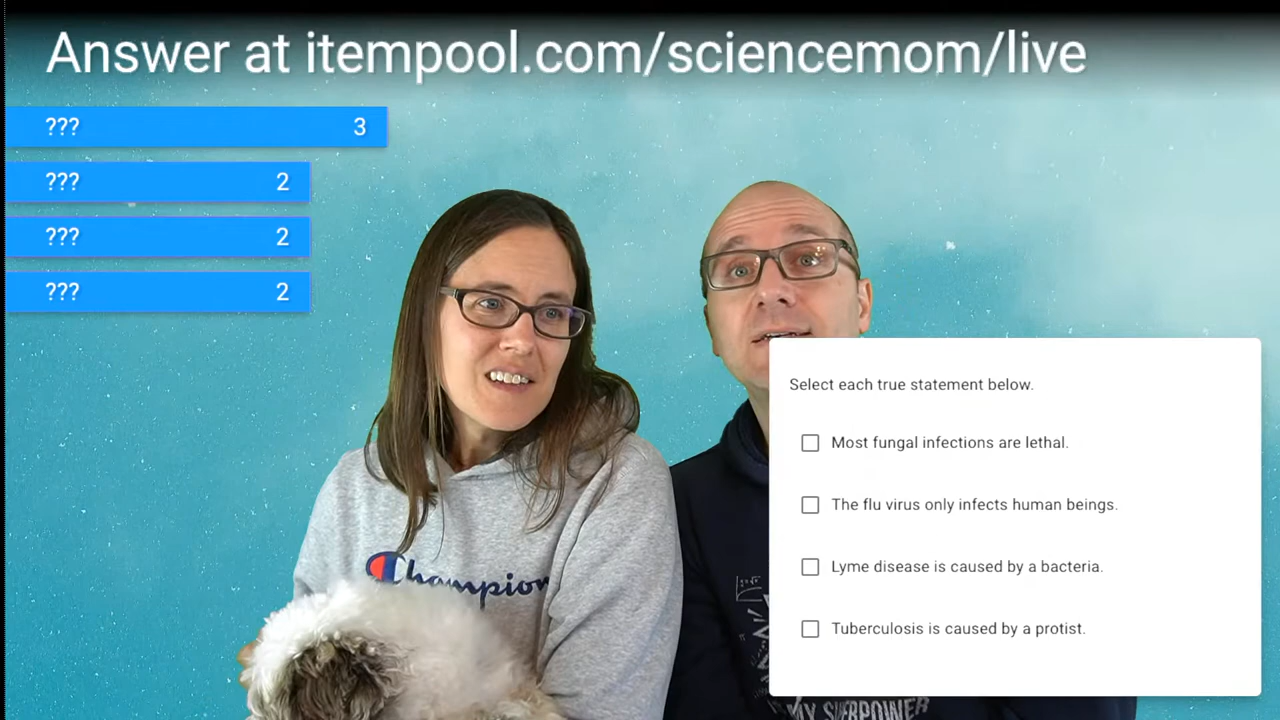 Answer at itempool.com/sciencemom/live
??? 3
??? 2
??? 2
??? 2
Select each true statement below.
Most fungal infections are lethal.
The flu virus only infects human beings.
Lyme disease is caused by a bacteria.
Tuberculosis is caused by a protist.
Champion
MY SUPERPOWER